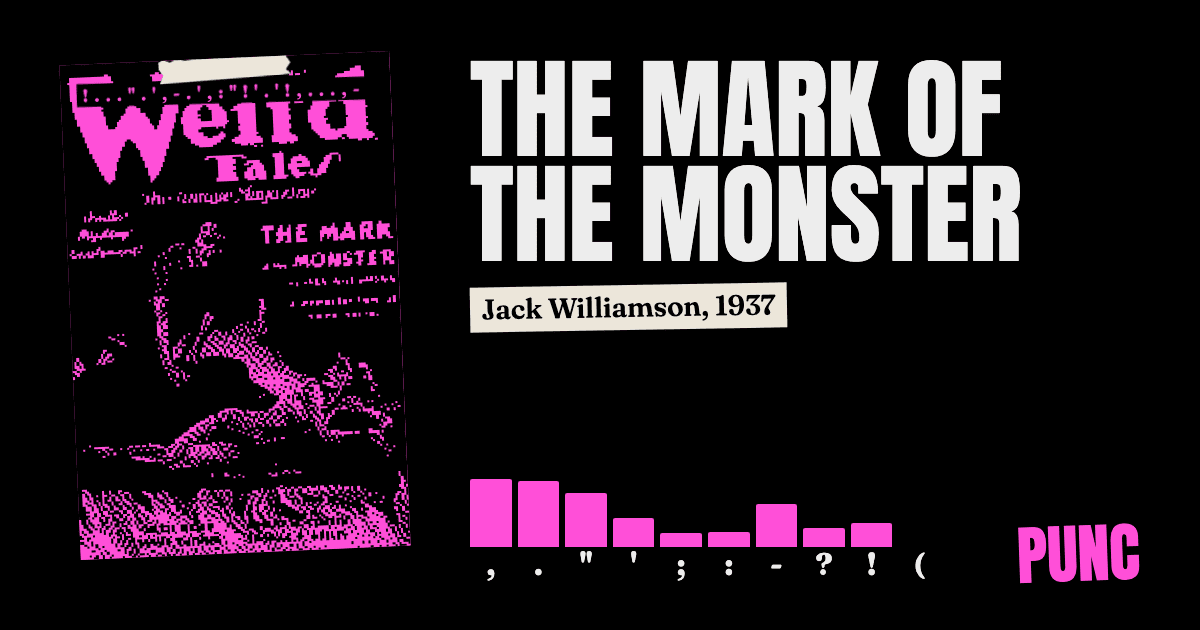 !...".',-.',:"!'.'!,...,-
Weird
Tales
THE MARK
MONSTER
THE MARK OF
THE MONSTER
Jack Williamson, 1937
, . " ' ; : - ? ! (
PUNC